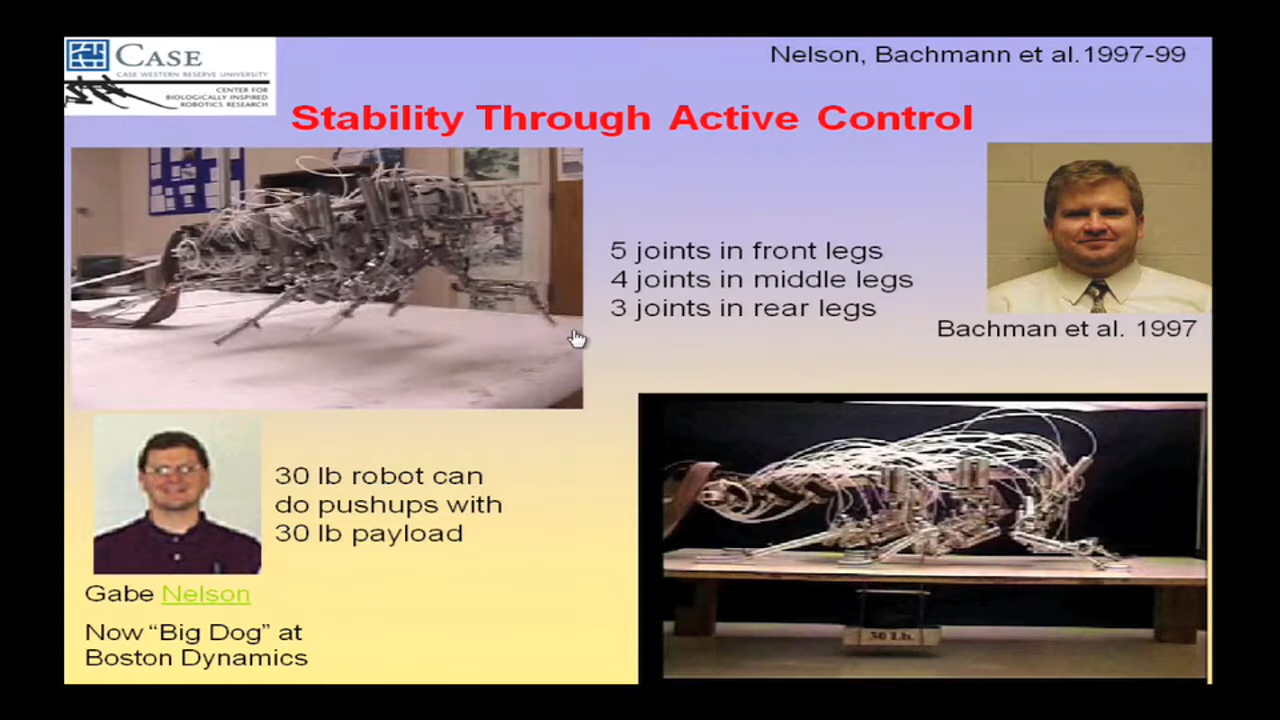 CASE
CASE WESTERN RESERVE UNIVERSITY
CENTER FOR
BIOLOGICALLY INSPIRED
ROBOTICS RESEARCH
Nelson, Bachmann et al.1997-99
Stability Through Active Control
5 joints in front legs
4 joints in middle legs
3 joints in rear legs
Bachman et al. 1997
30 lb robot can
do pushups with
30 lb payload
Gabe Nelson
Now “Big Dog” at
Boston Dynamics
30 Lb.